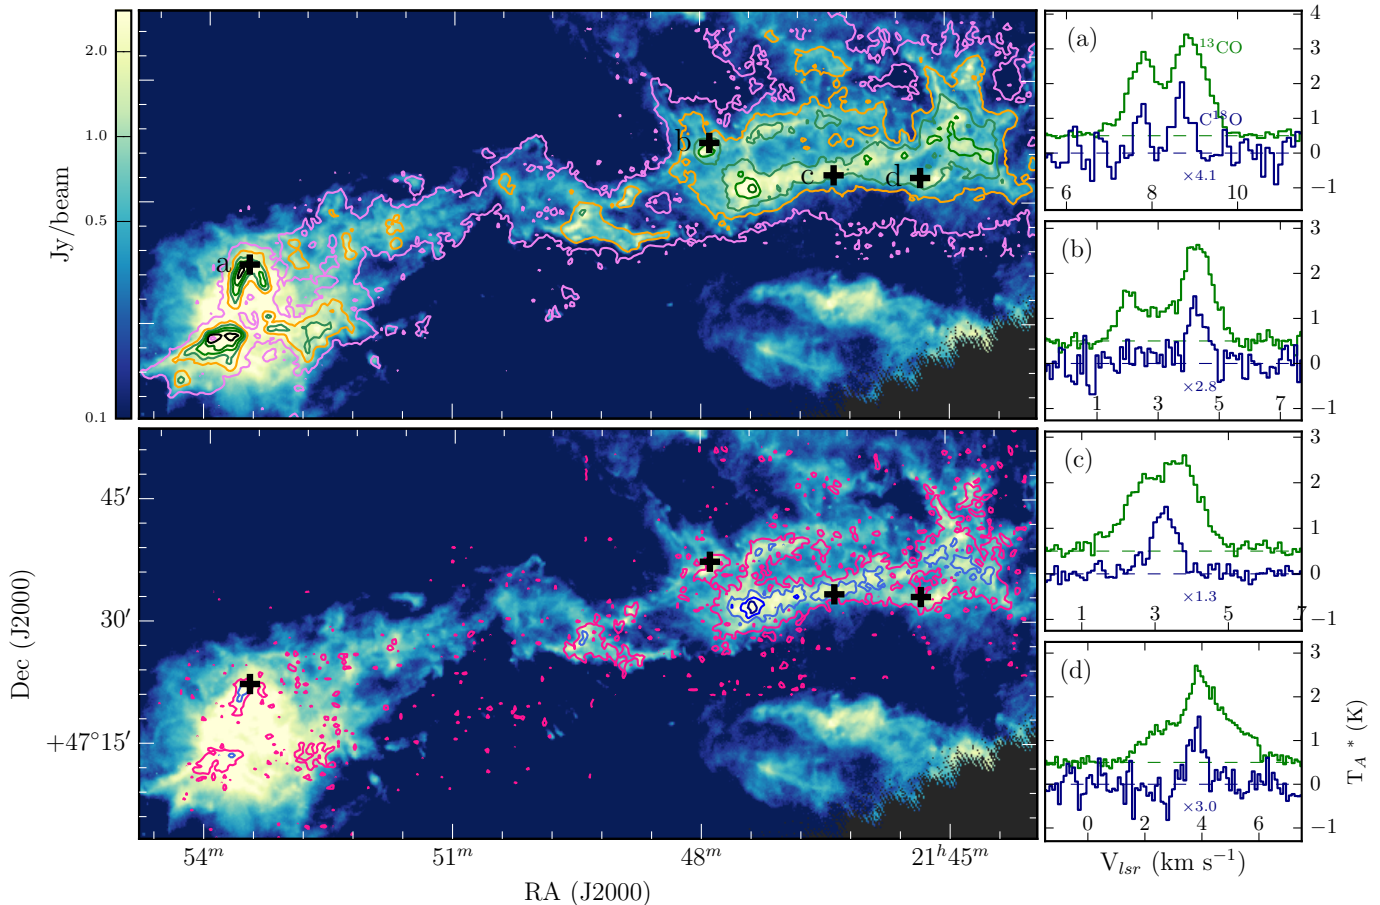 2.0
1.0
0.5
0.1
Jy/beam
a
b
c
d
(a)
¹³CO
C¹⁸O
×4.1
4
3
2
1
0
−1
6 8 10
(b)
×2.8
3
2
1
0
−1
1 3 5 7
(c)
×1.3
3
2
1
0
−1
1 3 5 7
(d)
×3.0
3
2
1
0
−1
0 2 4 6
T_A* (K)
V_lsr (km s⁻¹)
45′
30′
+47°15′
Dec (J2000)
54ᵐ 51ᵐ 48ᵐ 21ʰ45ᵐ
RA (J2000)